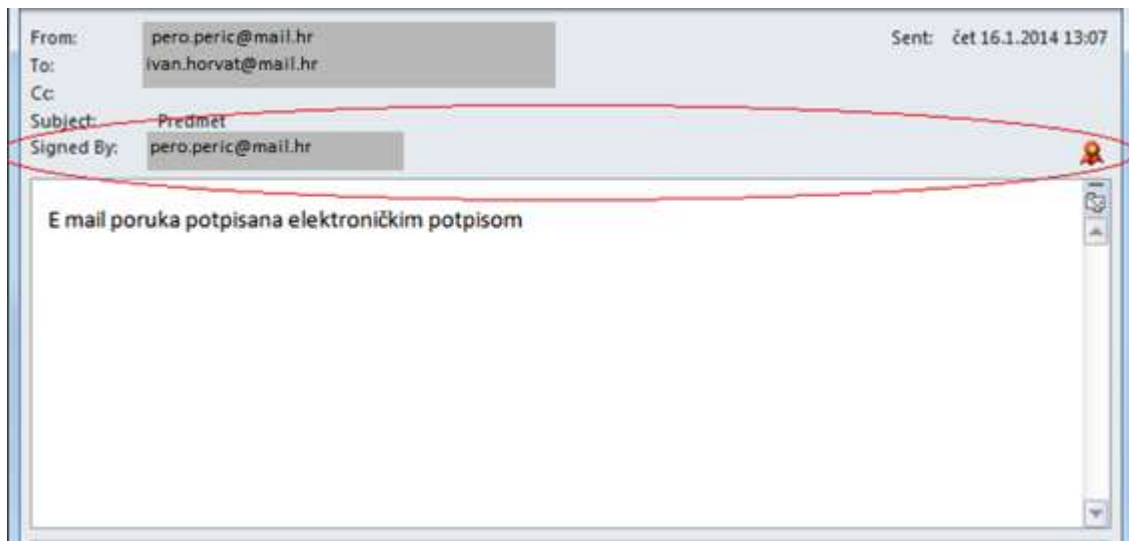 From: pero.peric@mail.hr Sent: čet 16.1.2014 13:07
To: ivan.horvat@mail.hr
Cc
Subject: Predmet
Signed By: pero.peric@mail.hr
E mail poruka potpisana elektroničkim potpisom